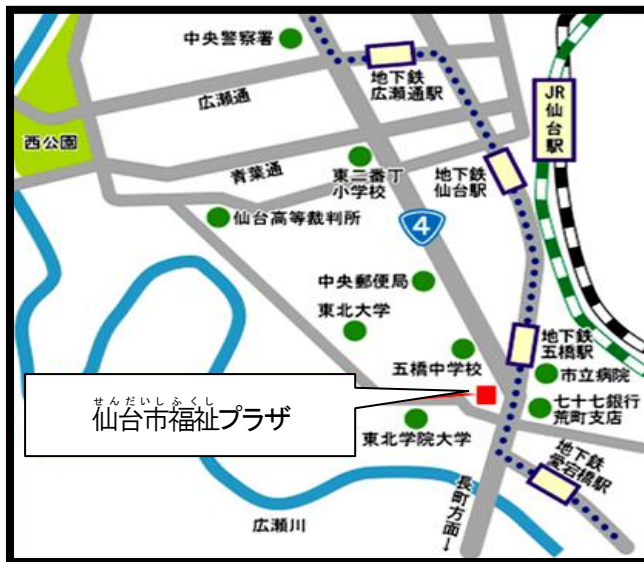 中央警察署
地下鉄
広瀬通駅
JR
仙
台
駅
広瀬通
西公園
青葉通
東二番丁
小学校
地下鉄
仙台駅
仙台高等裁判所
4
中央郵便局
東北大学
地下鉄
五橋駅
五橋中学校
市立病院
せんだいしふくし
仙台市福祉プラザ
七十七銀行
荒町支店
東北学院大学
地下鉄
愛宕橋駅
長町方面→
広瀬川